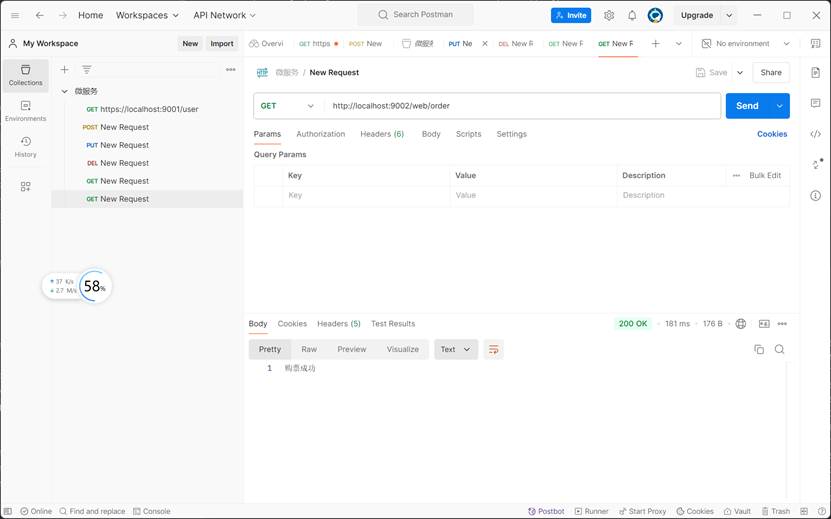 Home Workspaces API Network Search Postman Invite Upgrade
My Workspace New Import Overvi GET https POST New 微服务 PUT Ne DEL New R GET New R GET New R No environment
Collections
Environments
History
微服务
GET https://localhost:9001/user
POST New Request
PUT New Request
DEL New Request
GET New Request
GET New Request
37 K/s
2.7 M/s
58%
HTTP 微服务 / New Request Save Share
GET http://localhost:9002/web/order Send
Params Authorization Headers (6) Body Scripts Settings Cookies
Query Params
Key Value Description Bulk Edit
Key Value Description
Body Cookies Headers (5) Test Results 200 OK 181 ms 176 B
Pretty Raw Preview Visualize Text
1 购票成功
Online Find and replace Console Postbot Runner Start Proxy Cookies Vault Trash